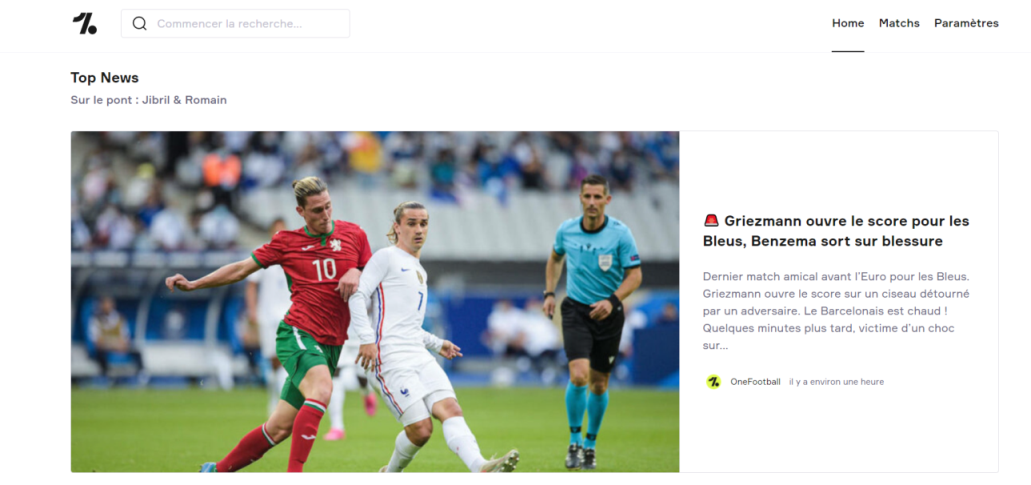 Commencer la recherche...
Home
Matchs
Paramètres
Top News
Sur le pont : Jibril & Romain
10
7
🚨 Griezmann ouvre le score pour les
Bleus, Benzema sort sur blessure
Dernier match amical avant l'Euro pour les Bleus.
Griezmann ouvre le score sur un ciseau détourné
par un adversaire. Le Barcelonais est chaud !
Quelques minutes plus tard, victime d'un choc
sur...
OneFootball il y a environ une heure